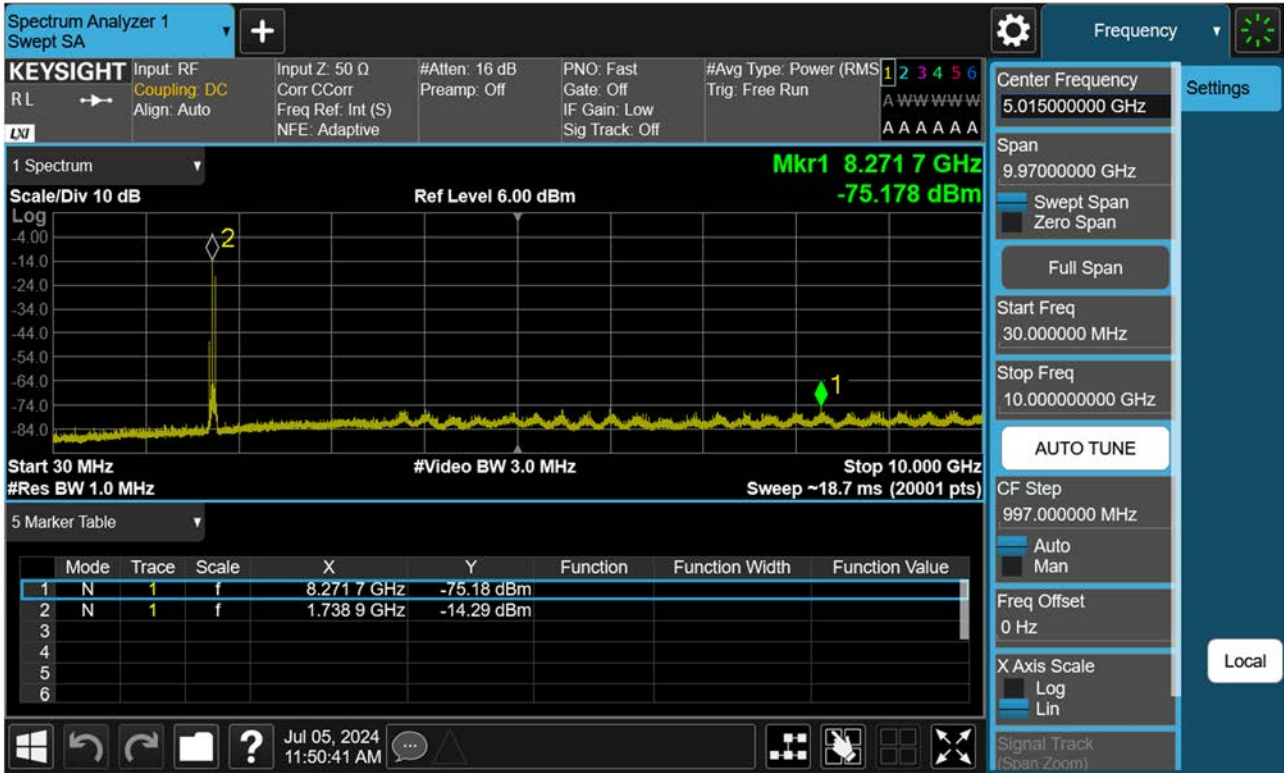 Spectrum Analyzer 1
Swept SA
+
Frequency
KEYSIGHT
RL
LXI
Input: RF
Coupling: DC
Align: Auto
Input Z: 50 Ω
Corr CCorr
Freq Ref: Int (S)
NFE: Adaptive
#Atten: 16 dB
Preamp: Off
PNO: Fast
Gate: Off
IF Gain: Low
Sig Track: Off
#Avg Type: Power (RMS
Trig: Free Run
1 2 3 4 5 6
A W W W W W
A A A A A A
1 Spectrum
Mkr1 8.271 7 GHz
-75.178 dBm
Scale/Div 10 dB
Ref Level 6.00 dBm
Log
-4.00
-14.0
-24.0
-34.0
-44.0
-54.0
-64.0
-74.0
-84.0
2
1
Start 30 MHz
#Video BW 3.0 MHz
Stop 10.000 GHz
#Res BW 1.0 MHz
Sweep ~18.7 ms (20001 pts)
5 Marker Table
Mode Trace Scale X Y Function Function Width Function Value
1 N 1 f 8.271 7 GHz -75.18 dBm
2 N 1 f 1.738 9 GHz -14.29 dBm
3
4
5
6
?
Jul 05, 2024
11:50:41 AM
Center Frequency
5.015000000 GHz
Span
9.97000000 GHz
Swept Span
Zero Span
Full Span
Start Freq
30.000000 MHz
Stop Freq
10.000000000 GHz
AUTO TUNE
CF Step
997.000000 MHz
Auto
Man
Freq Offset
0 Hz
X Axis Scale
Log
Lin
Signal Track
(Span Zoom)
Settings
Local